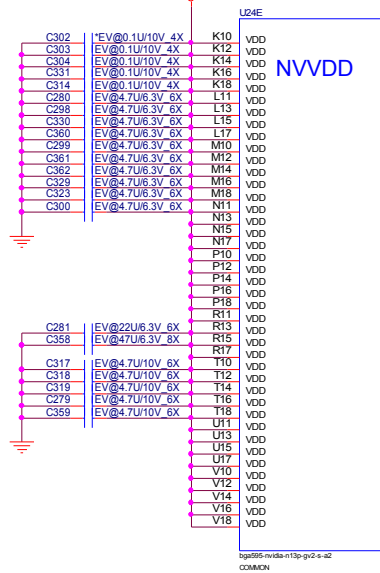 U24E
NVVDD
C302 *EV@0.1U/10V_4X K10 VDD
C303 EV@0.1U/10V_4X K12 VDD
C304 EV@0.1U/10V_4X K14 VDD
C331 EV@0.1U/10V_4X K16 VDD
C314 EV@0.1U/10V_4X K18 VDD
C280 EV@4.7U/6.3V_6X L11 VDD
C298 EV@4.7U/6.3V_6X L13 VDD
C330 EV@4.7U/6.3V_6X L15 VDD
C360 EV@4.7U/6.3V_6X L17 VDD
C299 EV@4.7U/6.3V_6X M10 VDD
C361 EV@4.7U/6.3V_6X M12 VDD
C362 EV@4.7U/6.3V_6X M14 VDD
C329 EV@4.7U/6.3V_6X M16 VDD
C323 EV@4.7U/6.3V_6X M18 VDD
C300 EV@4.7U/6.3V_6X N11 VDD
N13 VDD
N15 VDD
N17 VDD
P10 VDD
P12 VDD
P14 VDD
P16 VDD
P18 VDD
R11 VDD
C281 EV@22U/6.3V_6X R13 VDD
C358 EV@47U/6.3V_8X R15 VDD
R17 VDD
C317 EV@4.7U/10V_6X T10 VDD
C318 EV@4.7U/10V_6X T12 VDD
C319 EV@4.7U/10V_6X T14 VDD
C279 EV@4.7U/10V_6X T16 VDD
C359 EV@4.7U/10V_6X T18 VDD
U11 VDD
U13 VDD
U15 VDD
U17 VDD
V10 VDD
V12 VDD
V14 VDD
V16 VDD
V18 VDD
bga595-nvidia-n13p-gv2-s-a2
COMMON